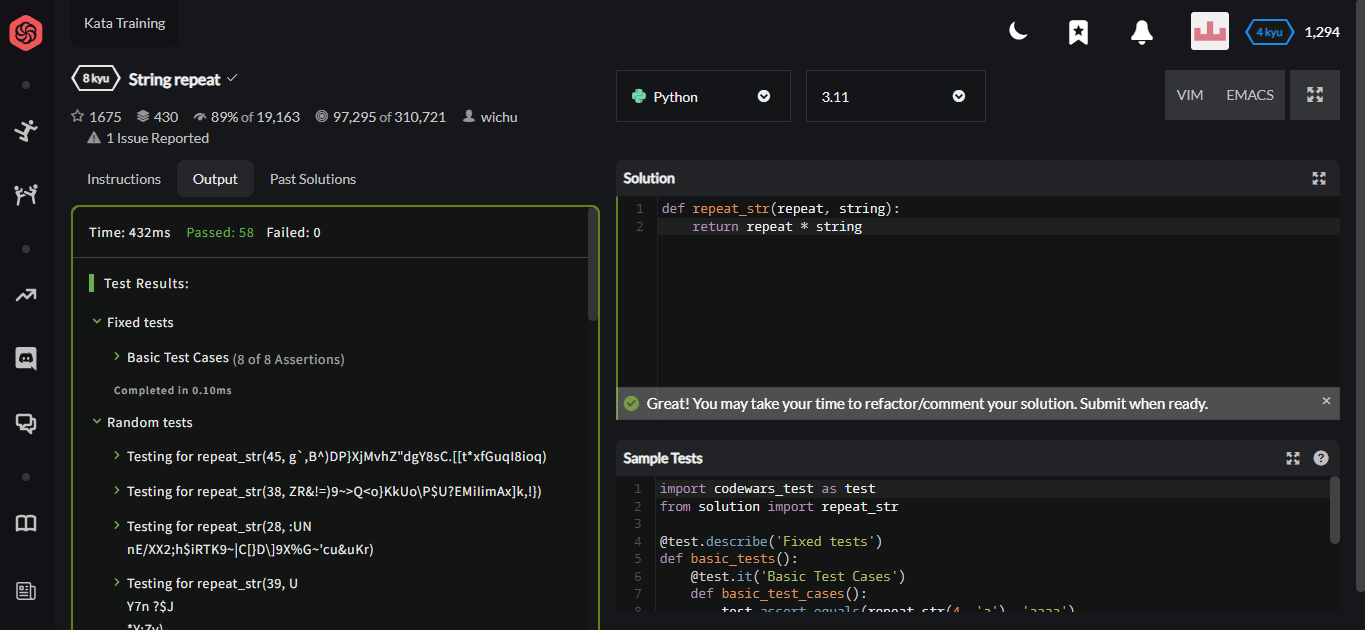 Kata Training
4 kyu 1,294
8 kyu String repeat
1675 430 89% of 19,163 97,295 of 310,721 wichu
1 Issue Reported
Python 3.11 VIM EMACS
Instructions Output Past Solutions
Time: 432ms Passed: 58 Failed: 0
Test Results:
Fixed tests
Basic Test Cases (8 of 8 Assertions)
Completed in 0.10ms
Random tests
Testing for repeat_str(45, g`,B^)DP}XjMvhZ"dgY8sC.[[t*xfGuqI8ioq)
Testing for repeat_str(38, ZR&!=)9~>Q<o}KkUo\P$U?EMiIimAx]k,!})
Testing for repeat_str(28, :UN
nE/XX2;h$iRTK9~|C[}D\]9X%G~'cu&uKr)
Testing for repeat_str(39, U
Y7n ?$J
*Y;Zv)
Solution
1 def repeat_str(repeat, string):
2     return repeat * string
Great! You may take your time to refactor/comment your solution. Submit when ready.
Sample Tests
1 import codewars_test as test
2 from solution import repeat_str
3
4 @test.describe('Fixed tests')
5 def basic_tests():
6     @test.it('Basic Test Cases')
7     def basic_test_cases():
8         test.assert_equals(repeat_str(4, 'a'), 'aaaa')